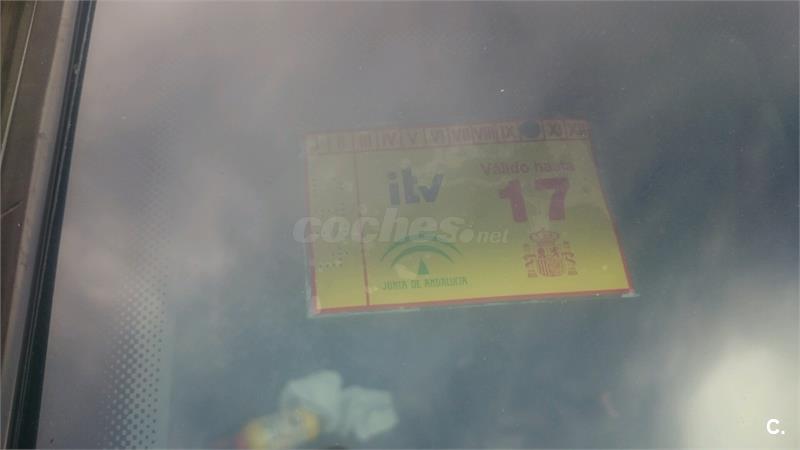 I II III IV V VI VII VIII IX XI XII
itv
Válido hasta
17
coches.net
JUNTA DE ANDALUCIA
C.